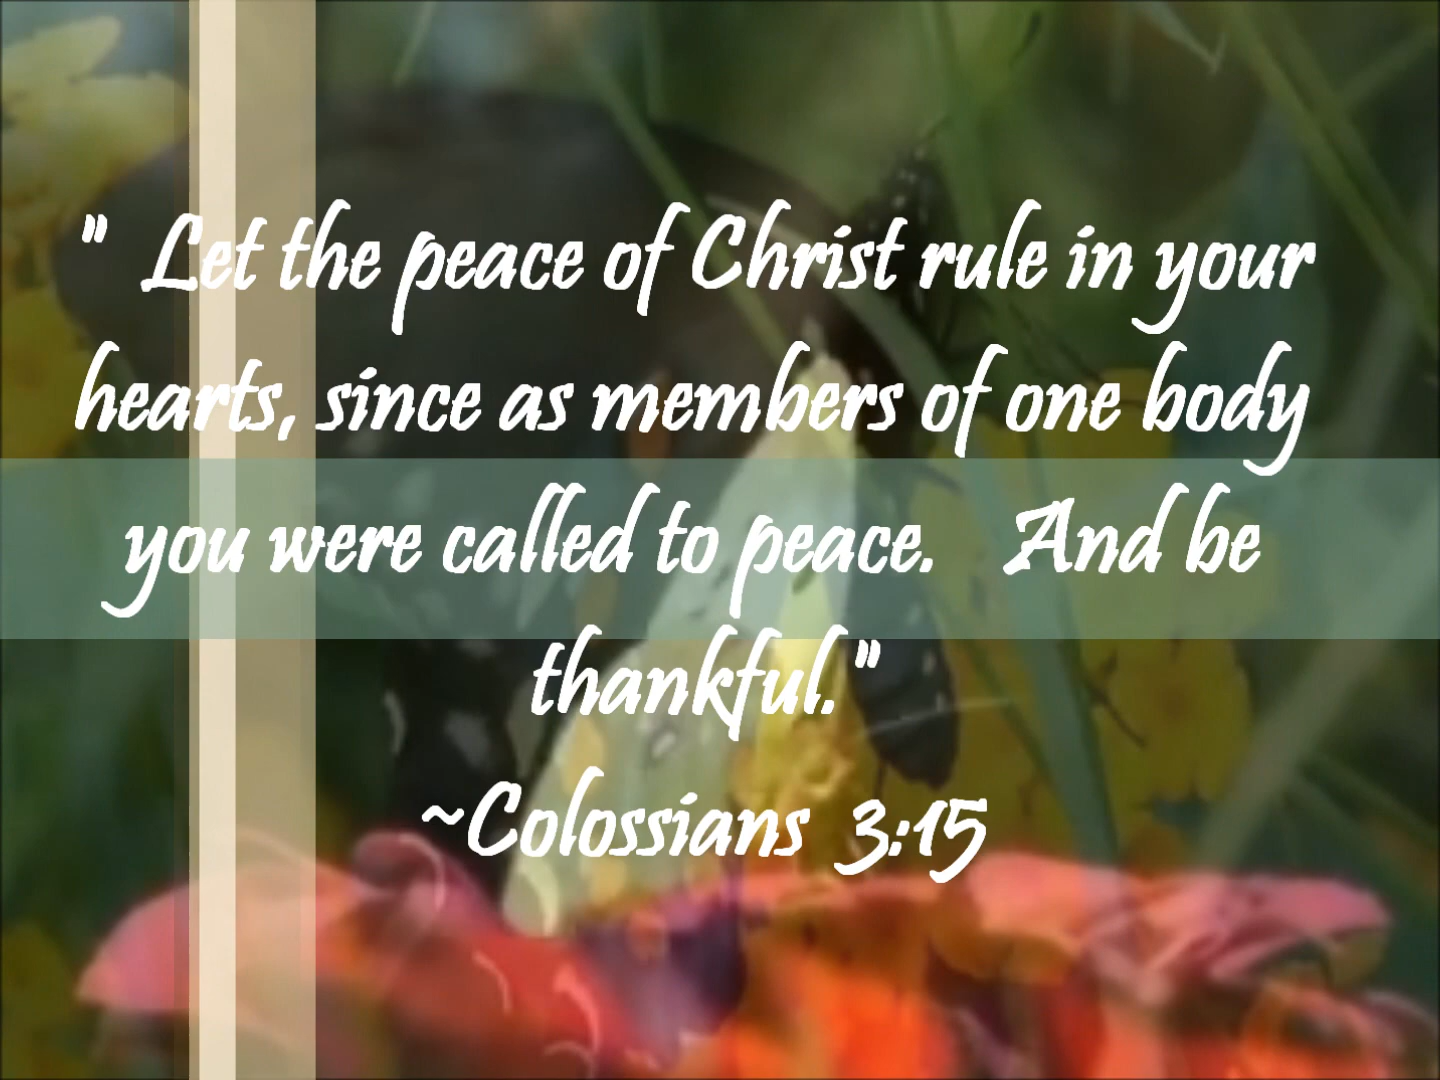 " Let the peace of Christ rule in your
hearts, since as members of one body
you were called to peace. And be
thankful."
~Colossians 3:15